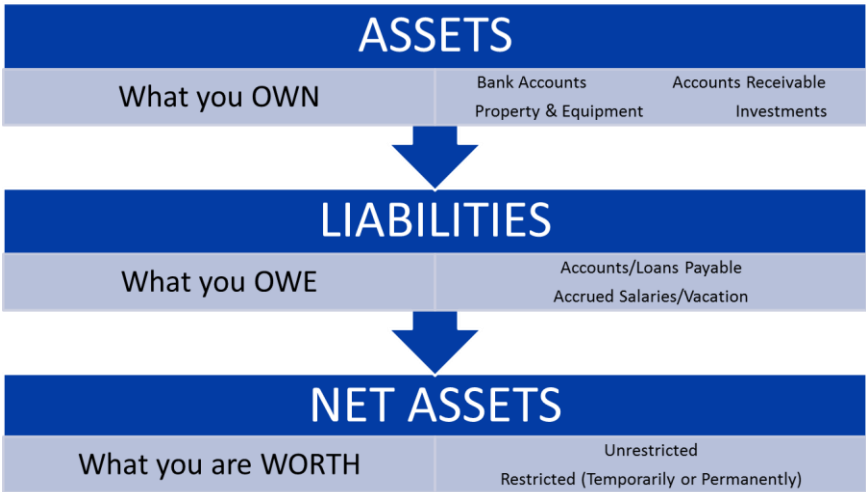 ASSETS
What you OWN
Bank Accounts Accounts Receivable
Property & Equipment Investments
LIABILITIES
What you OWE
Accounts/Loans Payable
Accrued Salaries/Vacation
NET ASSETS
What you are WORTH
Unrestricted
Restricted (Temporarily or Permanently)